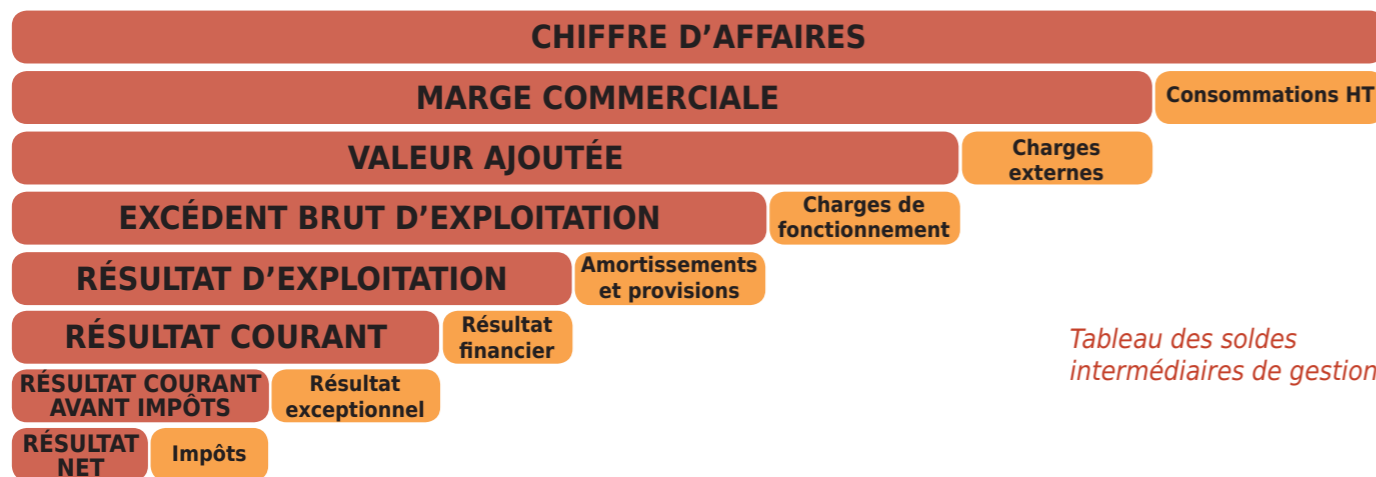 CHIFFRE D’AFFAIRES
MARGE COMMERCIALE
Consommations HT
VALEUR AJOUTÉE
Charges
externes
EXCÉDENT BRUT D’EXPLOITATION
Charges de
fonctionnement
RÉSULTAT D’EXPLOITATION
Amortissements
et provisions
RÉSULTAT COURANT
Résultat
financier
Tableau des soldes
intermédiaires de gestion
RÉSULTAT COURANT
AVANT IMPÔTS
Résultat
exceptionnel
RÉSULTAT
NET
Impôts